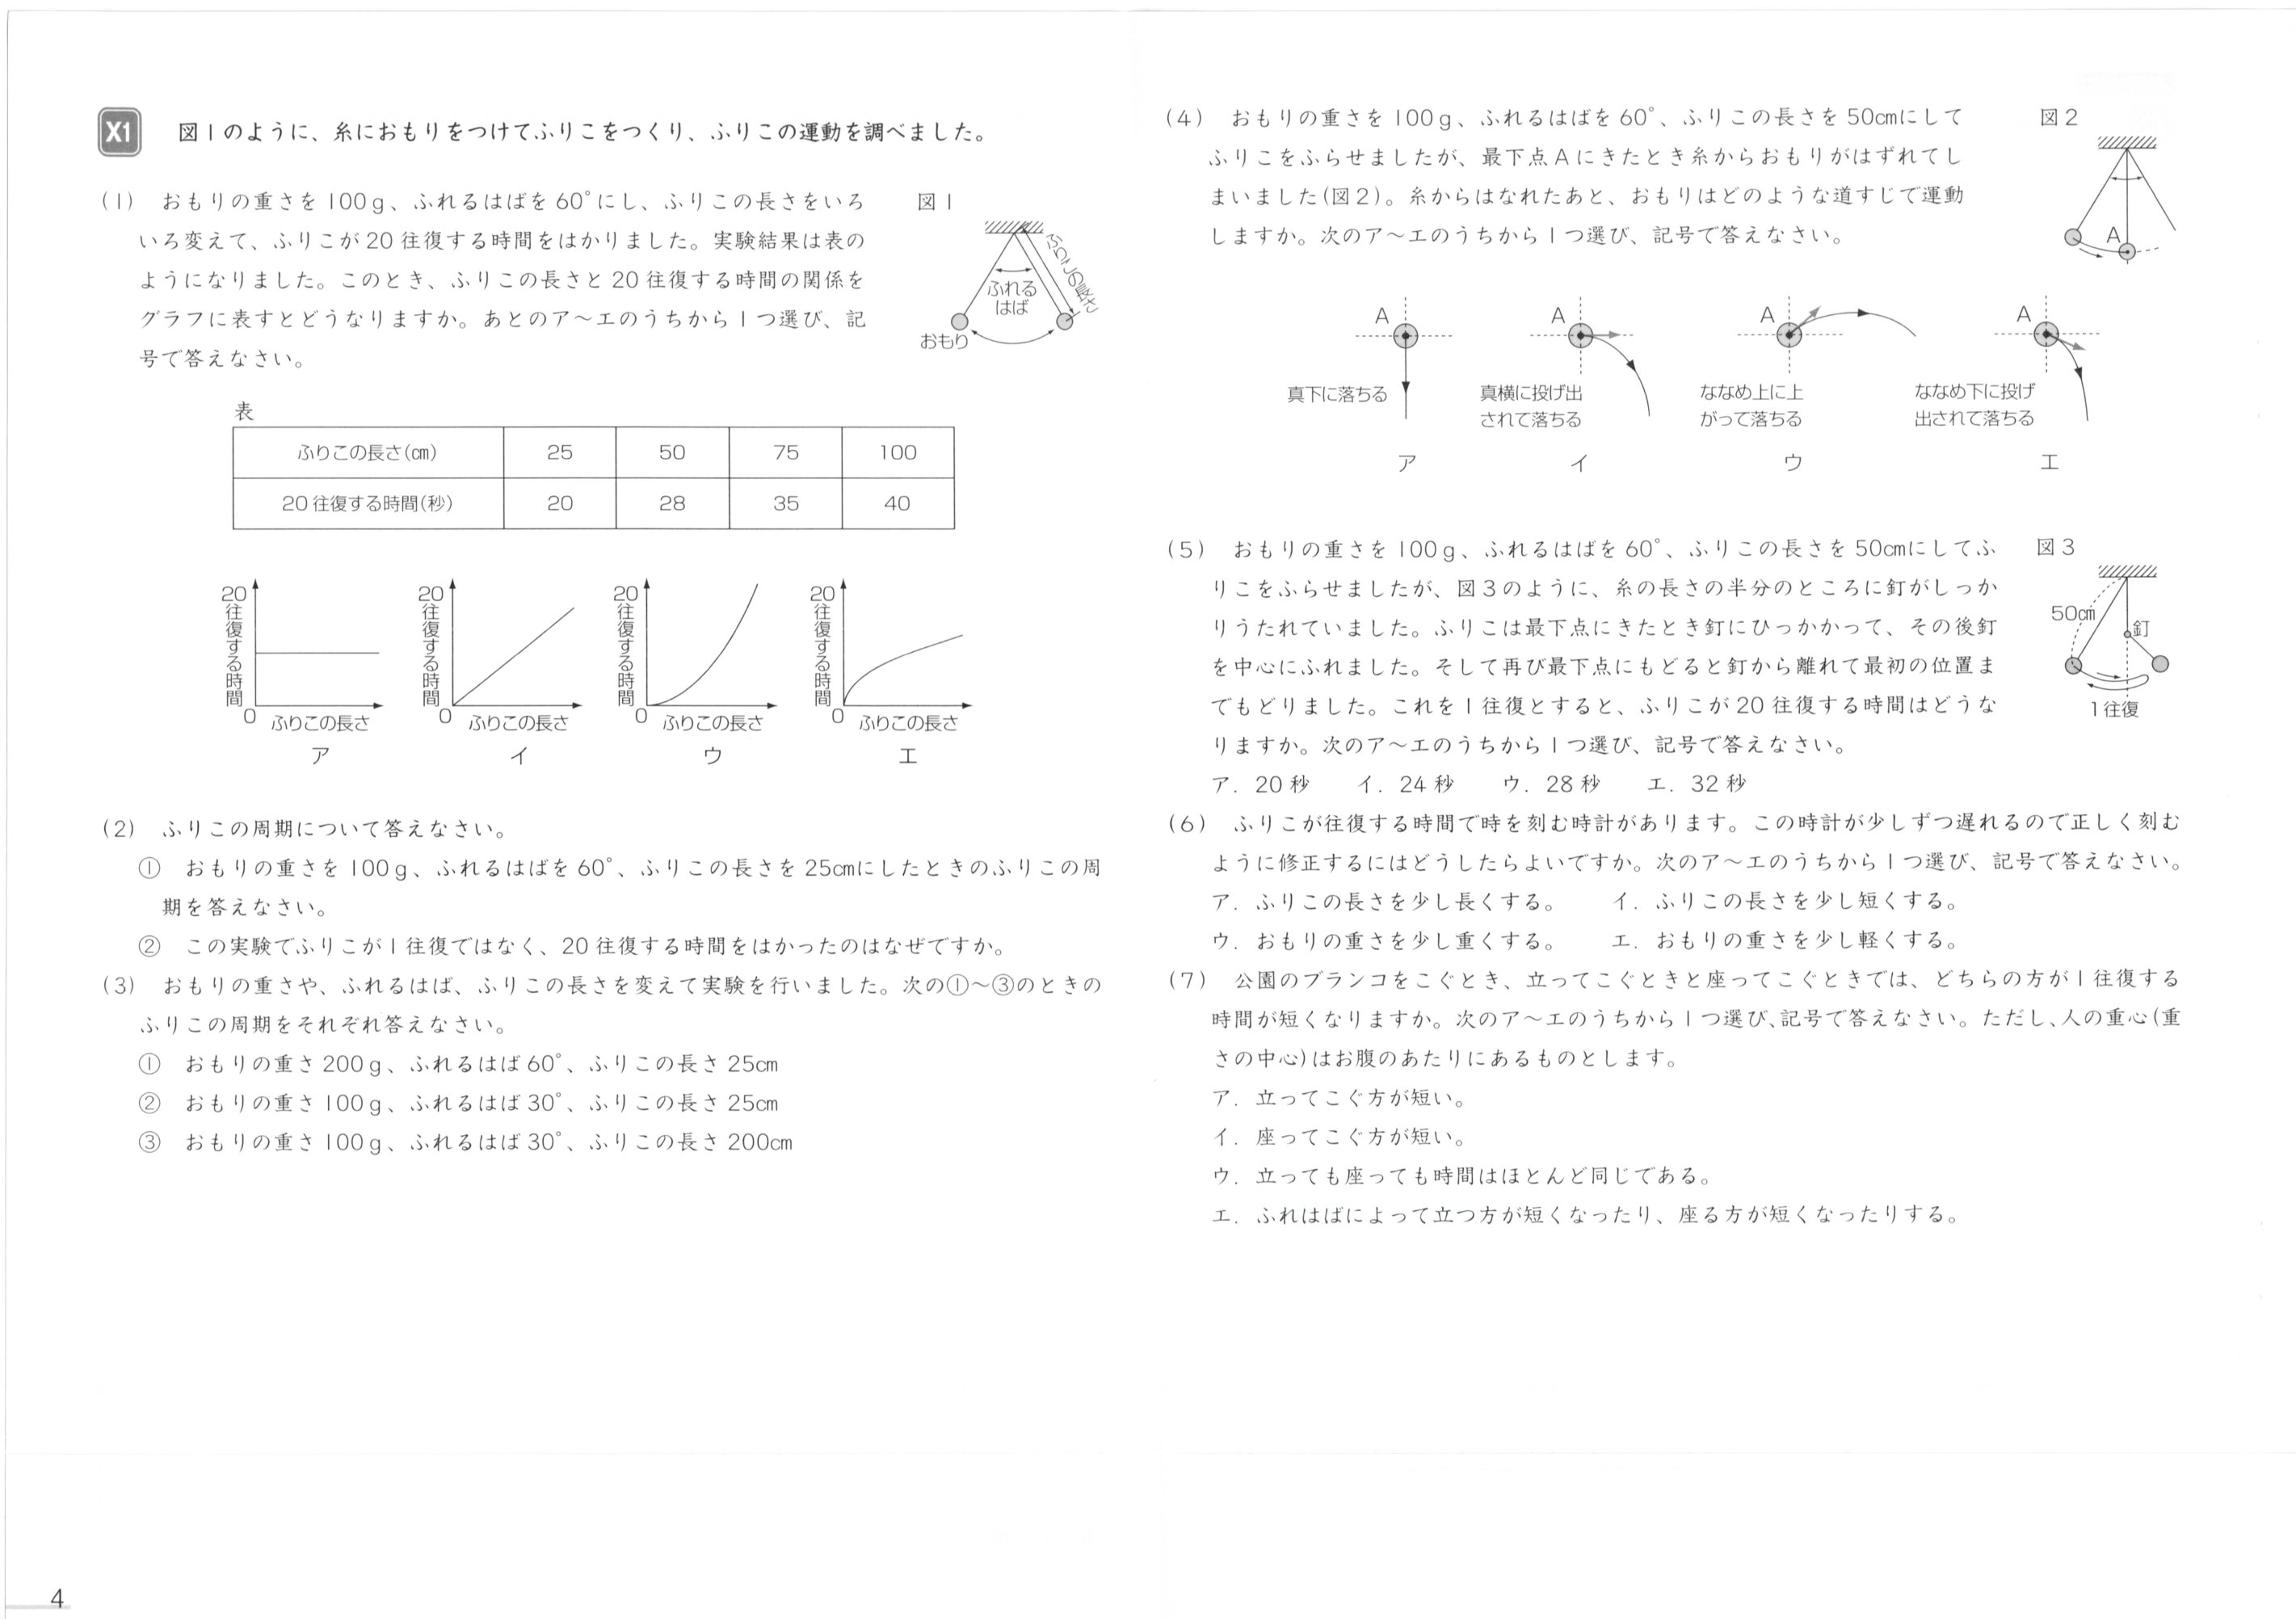 X1 図1のように、糸におもりをつけてふりこをつくり、ふりこの運動を調べました。
(1) おもりの重さを100g、ふれるはばを60°にし、ふりこの長さをいろ
いろ変えて、ふりこが20往復する時間をはかりました。実験結果は表の
ようになりました。このとき、ふりこの長さと20往復する時間の関係を
グラフに表すとどうなりますか。あとのア〜エのうちから1つ選び、記
号で答えなさい。
図1
ふりこの長さ
ふれる
はば
おもり
表
ふりこの長さ(cm) 25 50 75 100
20往復する時間(秒) 20 28 35 40
20往復する時間
0
ふりこの長さ
ア
20往復する時間
0
ふりこの長さ
イ
20往復する時間
0
ふりこの長さ
ウ
20往復する時間
0
ふりこの長さ
エ
(2) ふりこの周期について答えなさい。
① おもりの重さを100g、ふれるはばを60°、ふりこの長さを25cmにしたときのふりこの周
期を答えなさい。
② この実験でふりこが1往復ではなく、20往復する時間をはかったのはなぜですか。
(3) おもりの重さや、ふれるはば、ふりこの長さを変えて実験を行いました。次の①〜③のときの
ふりこの周期をそれぞれ答えなさい。
① おもりの重さ200g、ふれるはば60°、ふりこの長さ25cm
② おもりの重さ100g、ふれるはば30°、ふりこの長さ25cm
③ おもりの重さ100g、ふれるはば30°、ふりこの長さ200cm
4
(4) おもりの重さを100g、ふれるはばを60°、ふりこの長さを50cmにして
ふりこをふらせましたが、最下点Aにきたとき糸からおもりがはずれてし
まいました(図2)。糸からはなれたあと、おもりはどのような道すじで運動
しますか。次のア〜エのうちから1つ選び、記号で答えなさい。
図2
A
A
真下に落ちる
ア
A
真横に投げ出
されて落ちる
イ
A
ななめ上に上
がって落ちる
ウ
A
ななめ下に投げ
出されて落ちる
エ
(5) おもりの重さを100g、ふれるはばを60°、ふりこの長さを50cmにしてふ
りこをふらせましたが、図3のように、糸の長さの半分のところに釘がしっか
りうたれていました。ふりこは最下点にきたとき釘にひっかかって、その後釘
を中心にふれました。そして再び最下点にもどると釘から離れて最初の位置ま
でもどりました。これを1往復とすると、ふりこが20往復する時間はどうな
りますか。次のア〜エのうちから1つ選び、記号で答えなさい。
ア. 20秒 イ. 24秒 ウ. 28秒 エ. 32秒
図3
50cm
釘
1往復
(6) ふりこが往復する時間で時を刻む時計があります。この時計が少しずつ遅れるので正しく刻む
ように修正するにはどうしたらよいですか。次のア〜エのうちから1つ選び、記号で答えなさい。
ア. ふりこの長さを少し長くする。 イ. ふりこの長さを少し短くする。
ウ. おもりの重さを少し重くする。 エ. おもりの重さを少し軽くする。
(7) 公園のブランコをこぐとき、立ってこぐときと座ってこぐときでは、どちらの方が1往復する
時間が短くなりますか。次のア〜エのうちから1つ選び、記号で答えなさい。ただし、人の重心(重
さの中心)はお腹のあたりにあるものとします。
ア. 立ってこぐ方が短い。
イ. 座ってこぐ方が短い。
ウ. 立っても座っても時間はほとんど同じである。
エ. ふれはばによって立つ方が短くなったり、座る方が短くなったりする。